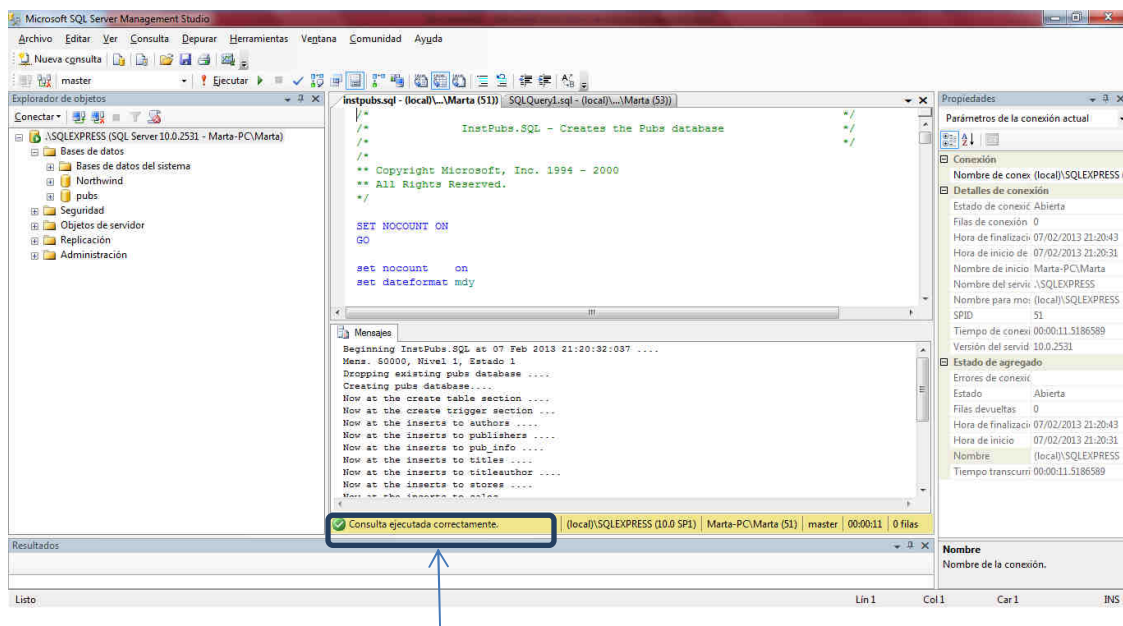 Microsoft SQL Server Management Studio
Archivo Editar Ver Consulta Depurar Herramientas Ventana Comunidad Ayuda
Nueva consulta
master
Ejecutar
Explorador de objetos
Conectar
.\SQLEXPRESS (SQL Server 10.0.2531 - Marta-PC\Marta)
Bases de datos
Bases de datos del sistema
Northwind
pubs
Seguridad
Objetos de servidor
Replicación
Administración
instpubs.sql - (local)\...\Marta (51)) SQLQuery1.sql - (local)\...\Marta (53))
/* */
/* InstPubs.SQL - Creates the Pubs database */
/* */
/*
** Copyright Microsoft, Inc. 1994 - 2000
** All Rights Reserved.
*/
SET NOCOUNT ON
GO
set nocount on
set dateformat mdy
Mensajes
Beginning InstPubs.SQL at 07 Feb 2013 21:20:32:037 ....
Mens. 50000, Nivel 1, Estado 1
Dropping existing pubs database ....
Creating pubs database....
Now at the create table section ....
Now at the create trigger section ...
Now at the inserts to authors ....
Now at the inserts to publishers ....
Now at the inserts to pub_info ....
Now at the inserts to titles ....
Now at the inserts to titleauthor ....
Now at the inserts to stores ....
Now at the inserts to sales
Consulta ejecutada correctamente. (local)\SQLEXPRESS (10.0 SP1) Marta-PC\Marta (51) master 00:00:11 0 filas
Propiedades
Parámetros de la conexión actual
Conexión
Nombre de conex (local)\SQLEXPRESS
Detalles de conexión
Estado de conexic Abierta
Filas de conexión 0
Hora de finalizaci 07/02/2013 21:20:43
Hora de inicio de 07/02/2013 21:20:31
Nombre de inicio Marta-PC\Marta
Nombre del servic .\SQLEXPRESS
Nombre para mos (local)\SQLEXPRESS
SPID 51
Tiempo de conexi 00:00:11.5186589
Versión del servid 10.0.2531
Estado de agregado
Errores de conexic
Estado Abierta
Filas devueltas 0
Hora de finalizaci 07/02/2013 21:20:43
Hora de inicio 07/02/2013 21:20:31
Nombre (local)\SQLEXPRESS
Tiempo transcurri 00:00:11.5186589
Nombre
Nombre de la conexión.
Resultados
Listo Lín 1 Col 1 Car 1 INS